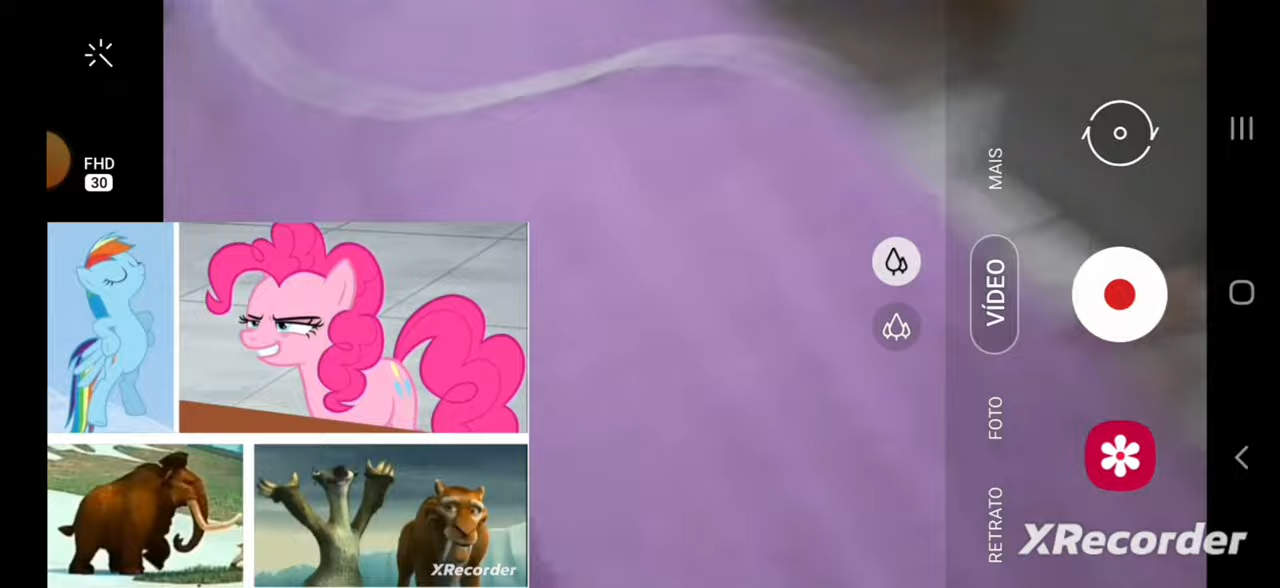 FHD
30
MAIS
VÍDEO
FOTO
RETRATO
XRecorder
XRecorder